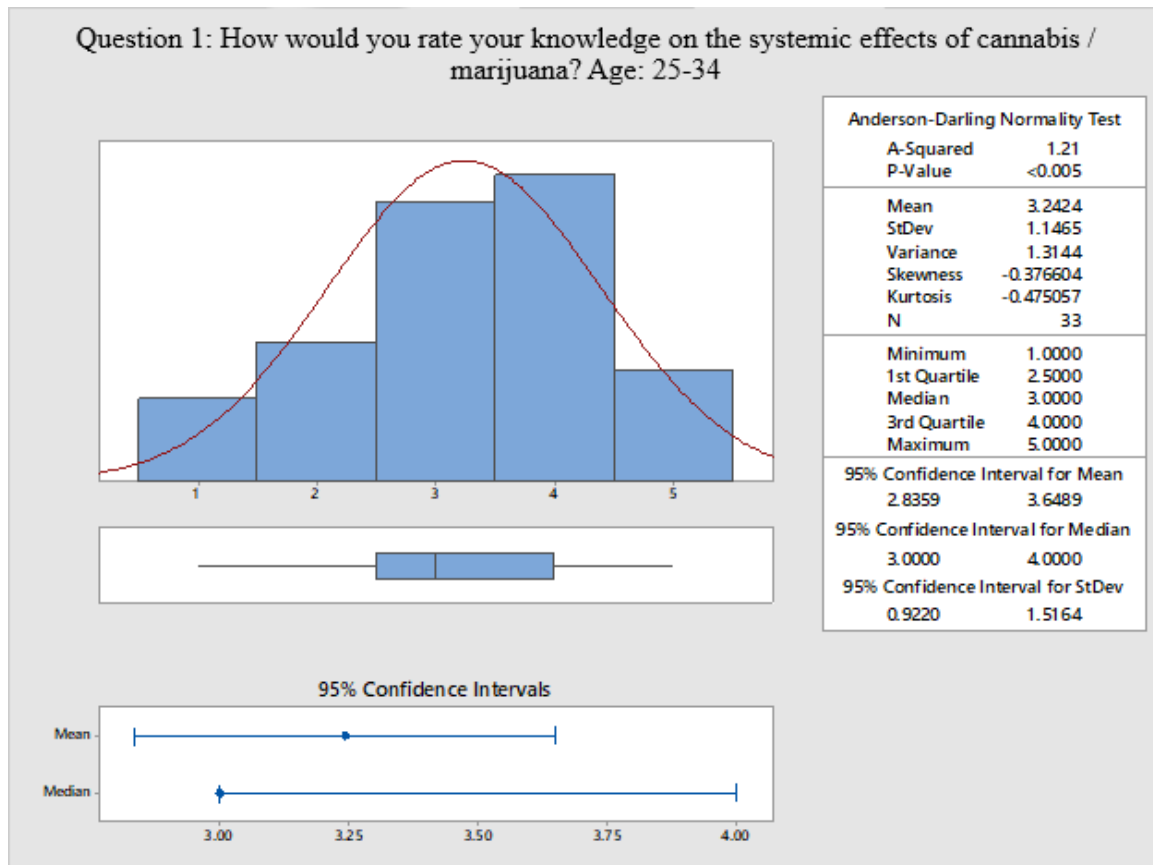 Question 1: How would you rate your knowledge on the systemic effects of cannabis /
marijuana? Age: 25-34
1 2 3 4 5
Anderson-Darling Normality Test
A-Squared 1.21
P-Value <0.005
Mean 3.2424
StDev 1.1465
Variance 1.3144
Skewness -0.376604
Kurtosis -0.475057
N 33
Minimum 1.0000
1st Quartile 2.5000
Median 3.0000
3rd Quartile 4.0000
Maximum 5.0000
95% Confidence Interval for Mean
2.8359 3.6489
95% Confidence Interval for Median
3.0000 4.0000
95% Confidence Interval for StDev
0.9220 1.5164
95% Confidence Intervals
Mean
Median
3.00 3.25 3.50 3.75 4.00